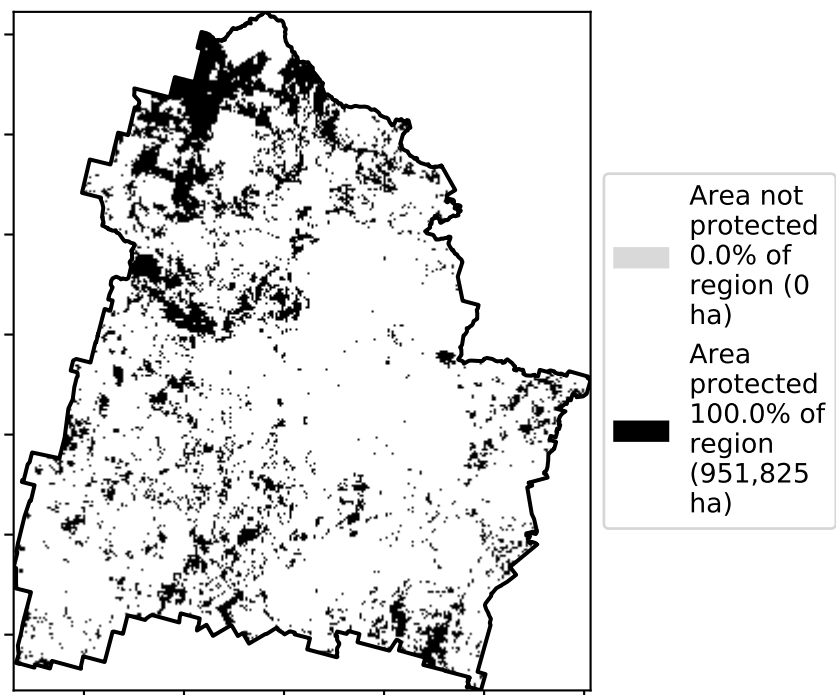 Area not
protected
0.0% of
region (0
ha)
Area
protected
100.0% of
region
(951,825
ha)